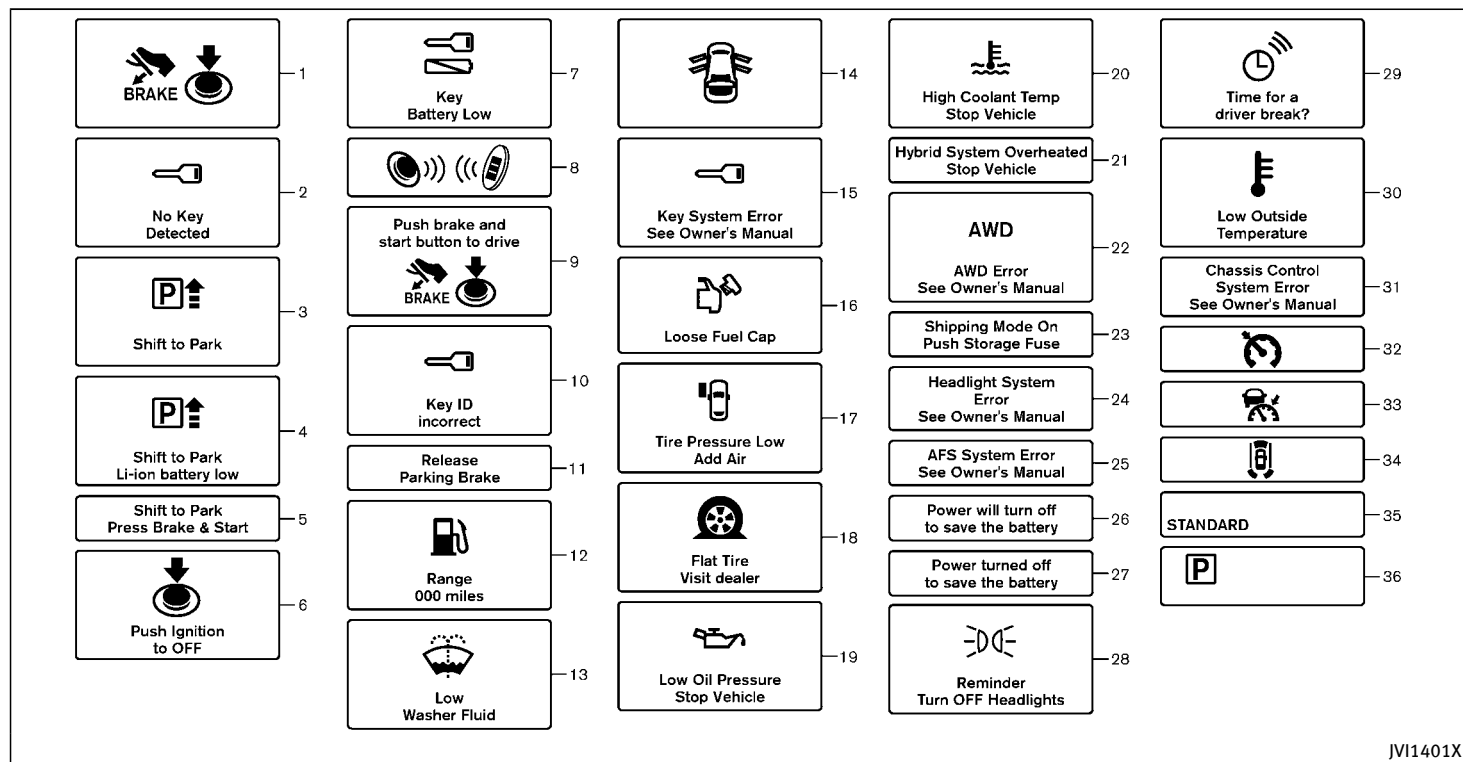 BRAKE
1
No Key
Detected
2
P
Shift to Park
3
P
Shift to Park
Li-ion battery low
4
Shift to Park
Press Brake & Start
5
Push Ignition
to OFF
6
Key
Battery Low
7
8
Push brake and
start button to drive
BRAKE
9
Key ID
incorrect
10
Release
Parking Brake
11
Range
000 miles
12
Low
Washer Fluid
13
14
Key System Error
See Owner's Manual
15
Loose Fuel Cap
16
Tire Pressure Low
Add Air
17
Flat Tire
Visit dealer
18
Low Oil Pressure
Stop Vehicle
19
High Coolant Temp
Stop Vehicle
20
Hybrid System Overheated
Stop Vehicle
21
AWD
AWD Error
See Owner's Manual
22
Shipping Mode On
Push Storage Fuse
23
Headlight System
Error
See Owner's Manual
24
AFS System Error
See Owner's Manual
25
Power will turn off
to save the battery
26
Power turned off
to save the battery
27
Reminder
Turn OFF Headlights
28
Time for a
driver break?
29
Low Outside
Temperature
30
Chassis Control
System Error
See Owner's Manual
31
32
33
34
STANDARD
35
P
36
JVI1401X